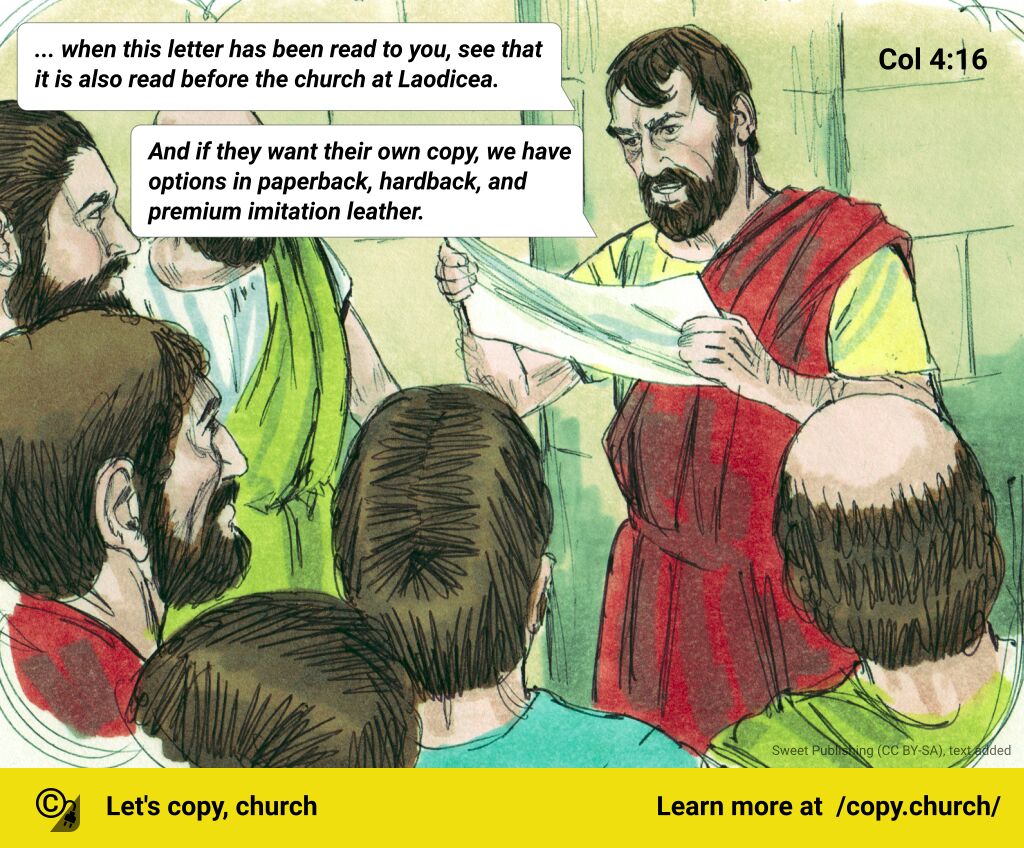 ... when this letter has been read to you, see that
it is also read before the church at Laodicea.
Col 4:16
And if they want their own copy, we have
options in paperback, hardback, and
premium imitation leather.
Sweet Publishing (CC BY-SA), text added
©
Let's copy, church
Learn more at /copy.church/